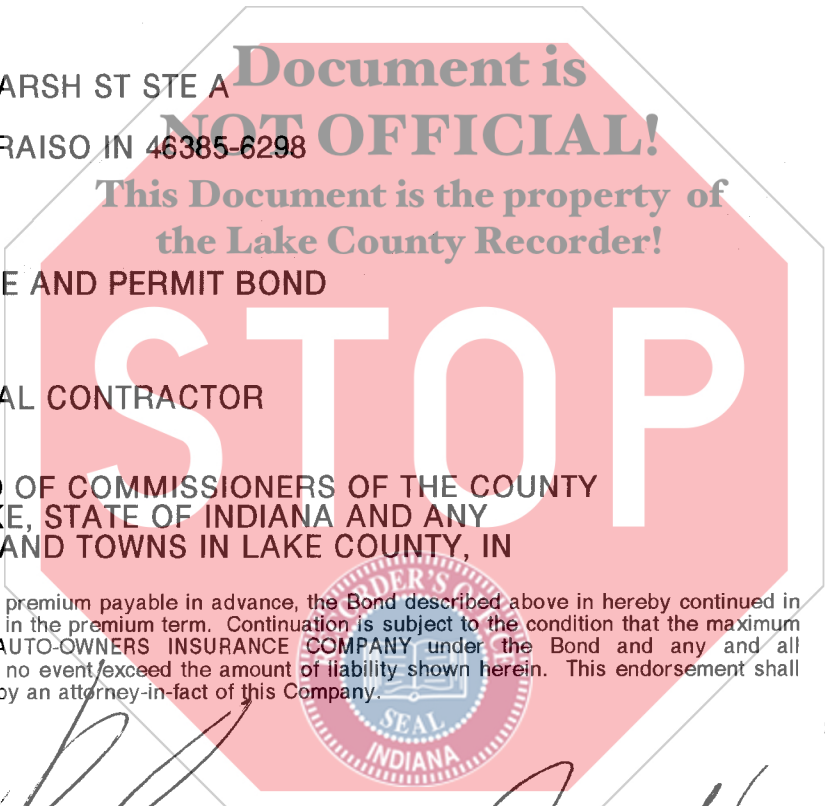 Document is
ARSH ST STE A
NOT OFFICIAL!
RAISO IN 46385-6298
This Document is the property of
the Lake County Recorder!
E AND PERMIT BOND
STOP
AL CONTRACTOR
OF COMMISSIONERS OF THE COUNTY
KE, STATE OF INDIANA AND ANY
AND TOWNS IN LAKE COUNTY, IN
premium payable in advance, the Bond described above in hereby continued in
in the premium term. Continuation is subject to the condition that the maximum
AUTO-OWNERS INSURANCE COMPANY under the Bond and any and all
no event exceed the amount of liability shown herein. This endorsement shall
by an attorney-in-fact of this Company.
RECORDER'S OFFICE
SEAL
INDIANA